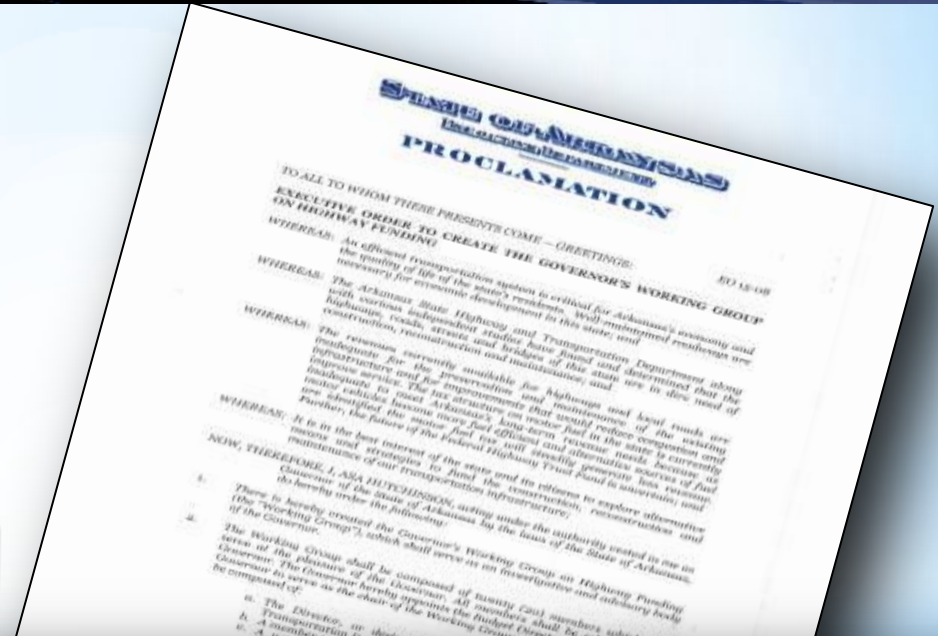 STATE OF ARKANSAS
EXECUTIVE DEPARTMENT
PROCLAMATION
TO ALL TO WHOM THESE PRESENTS COME – GREETINGS:
EO 15-08
EXECUTIVE ORDER TO CREATE THE GOVERNOR'S WORKING GROUP
ON HIGHWAY FUNDING
WHEREAS: An efficient transportation system is critical for Arkansas's economy and
the quality of life of the state's residents. Well-maintained roadways are
necessary for economic development in this state; and
WHEREAS: The Arkansas State Highway and Transportation Department along
with various independent studies have found and determined that the
highways, roads, streets and bridges of this state are in dire need of
construction, reconstruction and maintenance; and
WHEREAS: The revenues currently available for highways and local roads are
inadequate for the preservation and maintenance of the existing
infrastructure and for improvements that would reduce congestion and
improve service. The tax structure on motor fuel in the state is currently
inadequate to meet Arkansas's long-term revenue needs because as
motor vehicles become more fuel efficient and alternative sources of fuel
are identified the motor fuel tax will steadily generate less revenue.
Further, the future of the Federal Highway Trust Fund is uncertain; and
WHEREAS: It is in the best interest of the state and its citizens to explore alternative
means and strategies to fund the construction, reconstruction and
maintenance of our transportation infrastructure;
NOW, THEREFORE, I, ASA HUTCHINSON, acting under the authority vested in me as
Governor of the State of Arkansas by the laws of the State of Arkansas,
do hereby order the following:
1. There is hereby created the Governor's Working Group on Highway Funding
(the "Working Group"), which shall serve as an investigative and advisory body
of the Governor.
2. The Working Group shall be composed of twenty (20) members
serve at the pleasure of the Governor. All members shall be
Governor. The Governor hereby appoints the Budget
Governor to serve as the chair of the Working Group.
be composed of:
a. The Director, or
b. Transportation
c. A member